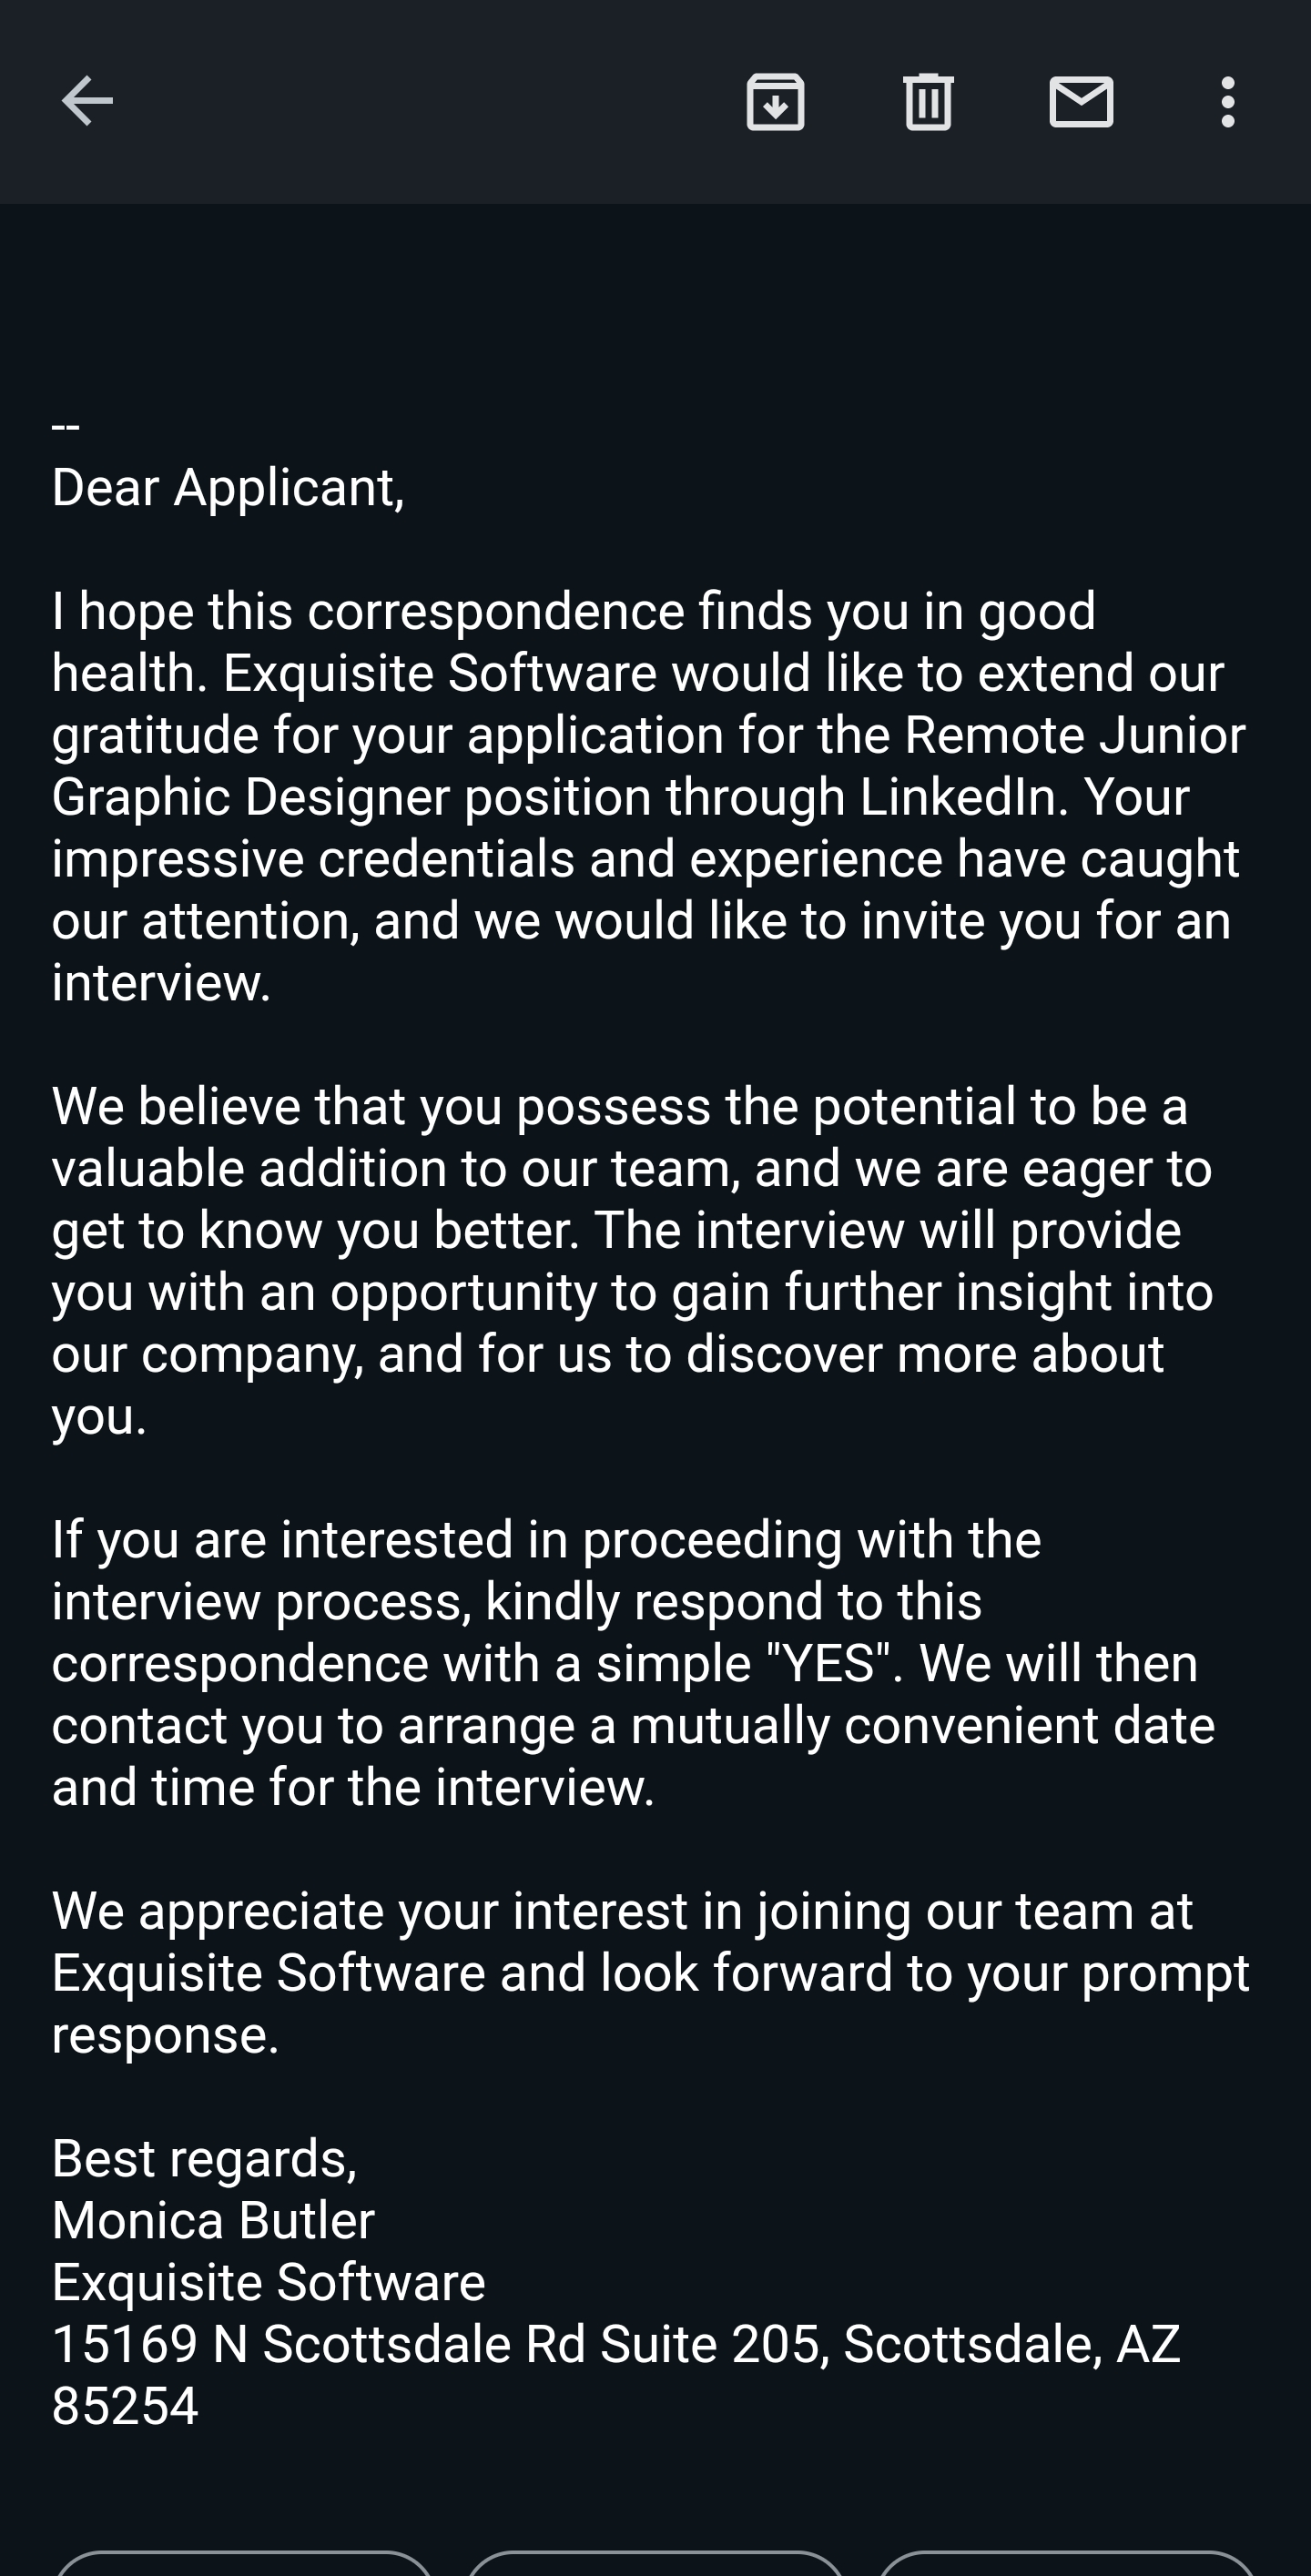 --
Dear Applicant,
I hope this correspondence finds you in good
health. Exquisite Software would like to extend our
gratitude for your application for the Remote Junior
Graphic Designer position through LinkedIn. Your
impressive credentials and experience have caught
our attention, and we would like to invite you for an
interview.
We believe that you possess the potential to be a
valuable addition to our team, and we are eager to
get to know you better. The interview will provide
you with an opportunity to gain further insight into
our company, and for us to discover more about
you.
If you are interested in proceeding with the
interview process, kindly respond to this
correspondence with a simple "YES". We will then
contact you to arrange a mutually convenient date
and time for the interview.
We appreciate your interest in joining our team at
Exquisite Software and look forward to your prompt
response.
Best regards,
Monica Butler
Exquisite Software
15169 N Scottsdale Rd Suite 205, Scottsdale, AZ
85254